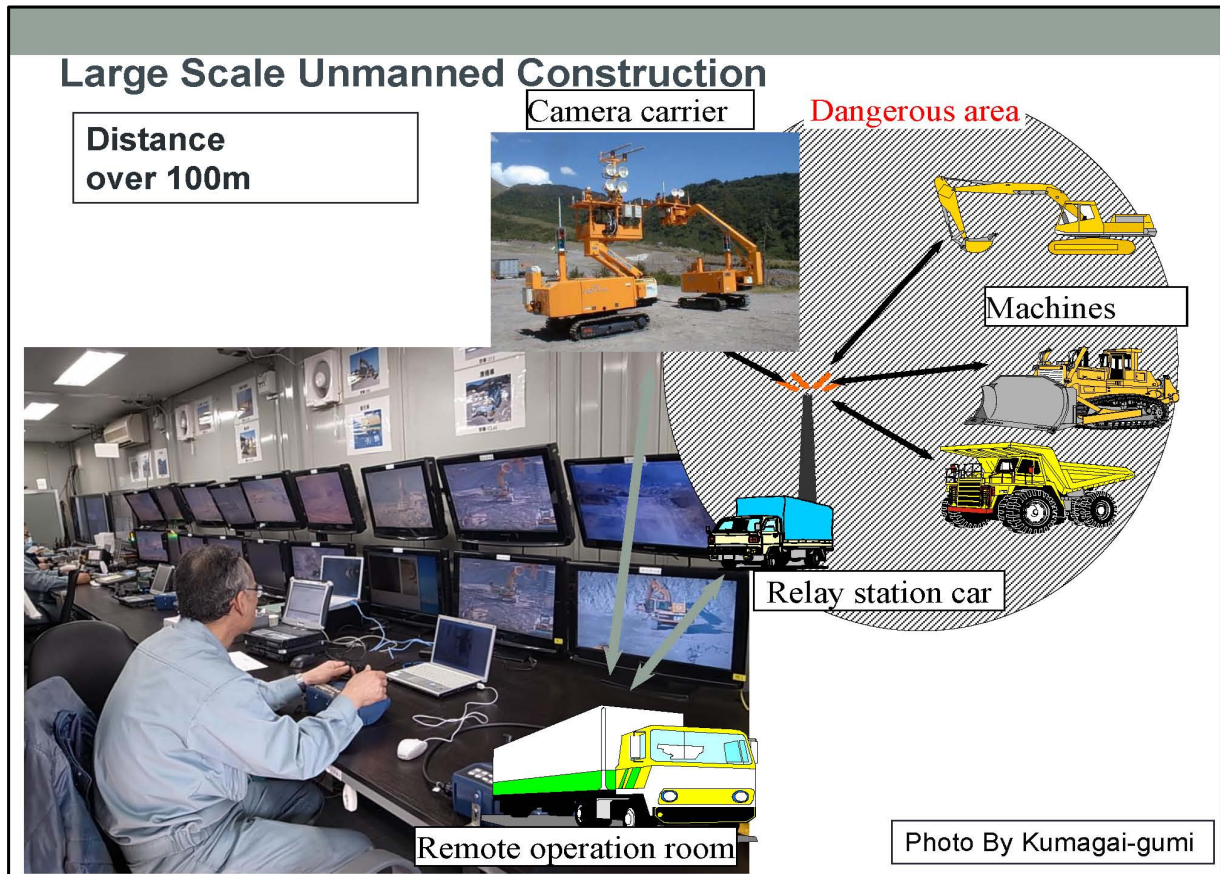 Large Scale Unmanned Construction
Distance
over 100m
Camera carrier
Dangerous area
Machines
Relay station car
Remote operation room
Photo By Kumagai-gumi